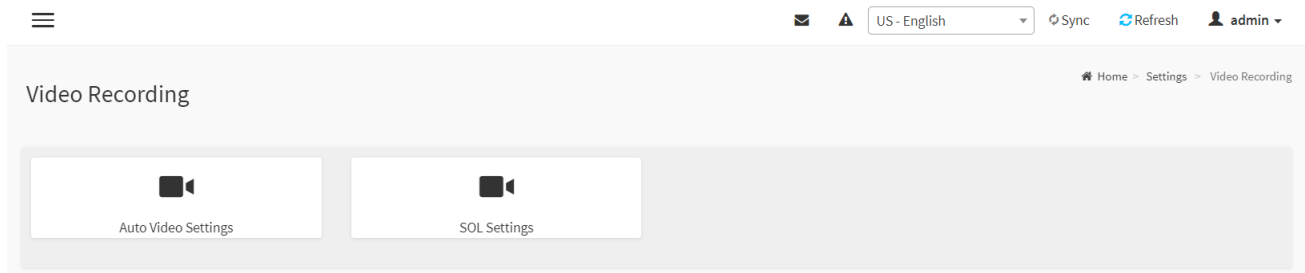 US - English Sync Refresh admin
Home > Settings > Video Recording
Video Recording
Auto Video Settings SOL Settings